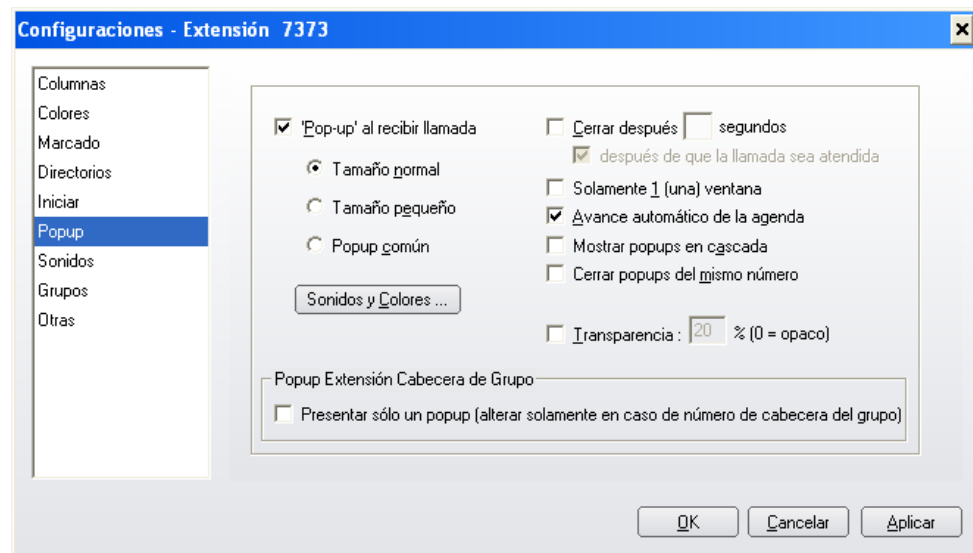 Configuraciones - Extensión 7373
Columnas
Colores
Marcado
Directorios
Iniciar
Popup
Sonidos
Grupos
Otras
'Pop-up' al recibir llamada
Tamaño normal
Tamaño pequeño
Popup común
Sonidos y Colores ...
Cerrar después segundos
después de que la llamada sea atendida
Solamente 1 (una) ventana
Avance automático de la agenda
Mostrar popups en cascada
Cerrar popups del mismo número
Transparencia : 20 % (0 = opaco)
Popup Extensión Cabecera de Grupo
Presentar sólo un popup (alterar solamente en caso de número de cabecera del grupo)
OK Cancelar Aplicar